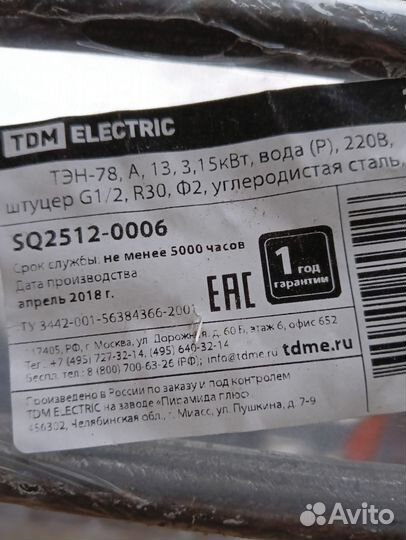 TDM ELECTRIC
ТЭН-78, А, 13, 3,15кВт, вода (Р), 220В,
штуцер G1/2, R30, Ф2, углеродистая сталь,
SQ2512-0006
Срок службы: не менее 5000 часов
Дата производства
апрель 2018 г.
ТУ 3442-001-56384366-2001
EAC
1 год
гарантии
117405, РФ, г. Москва, ул. Дорожная, д. 60 Б, этаж 6, офис 652
Тел.: +7 (495) 727-32-14, (495) 640-32-14
Беспл. тел.: 8 (800) 700-63-26 (РФ); info@tdme.ru
tdme.ru
Произведено в России по заказу и под контролем
TDM ELECTRIC на заводе «Пирамида Плюс»
456302, Челябинская обл., г. Миасс, ул. Пушкина, д. 7-9
Avito